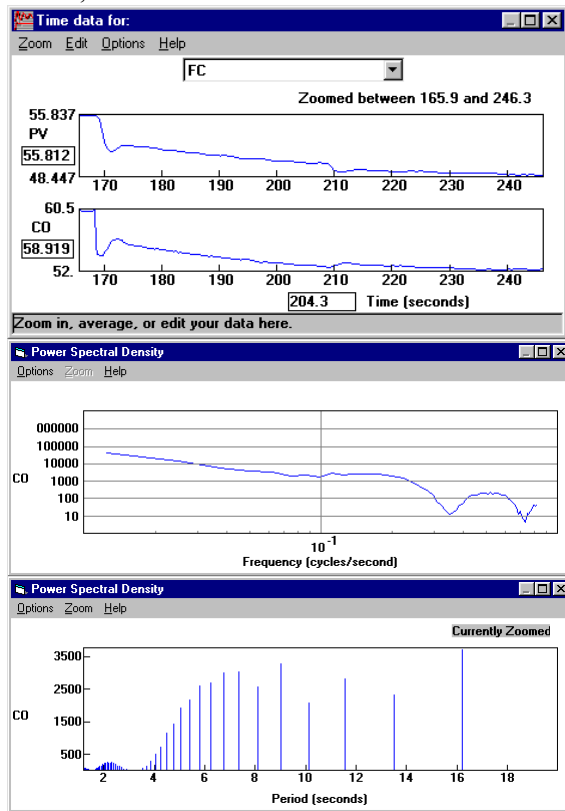 Time data for:
Zoom Edit Options Help
FC
Zoomed between 165.9 and 246.3
55.837
PV
55.812
48.447
170 180 190 200 210 220 230 240
60.5
CO
58.919
52.
170 180 190 200 210 220 230 240
204.3 Time (seconds)
Zoom in, average, or edit your data here.
Power Spectral Density
Options Zoom Help
000000
100000
10000
CO 1000
100
10
10-1
Frequency (cycles/second)
Power Spectral Density
Options Zoom Help
Currently Zoomed
3500
2500
CO
1500
500
2 4 6 8 10 12 14 16 18
Period (seconds)